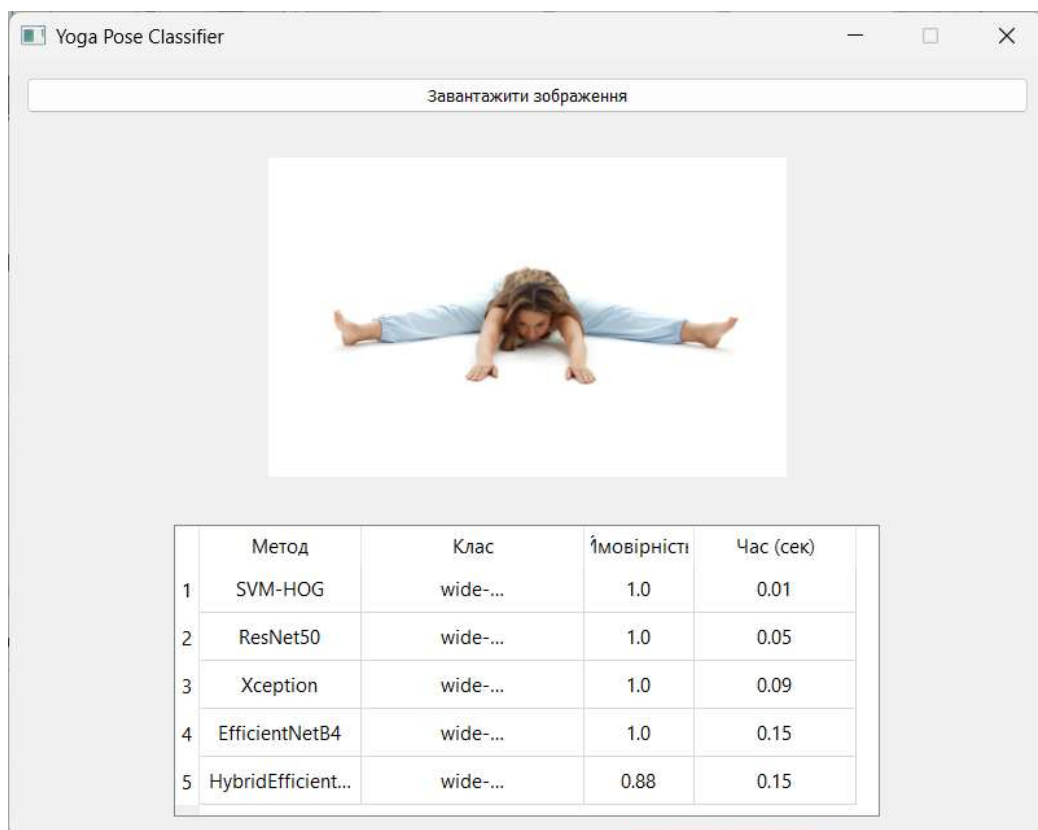 Yoga Pose Classifier
Завантажити зображення
Метод Клас Ймовірність Час (сек)
1 SVM-HOG wide-... 1.0 0.01
2 ResNet50 wide-... 1.0 0.05
3 Xception wide-... 1.0 0.09
4 EfficientNetB4 wide-... 1.0 0.15
5 HybridEfficient... wide-... 0.88 0.15